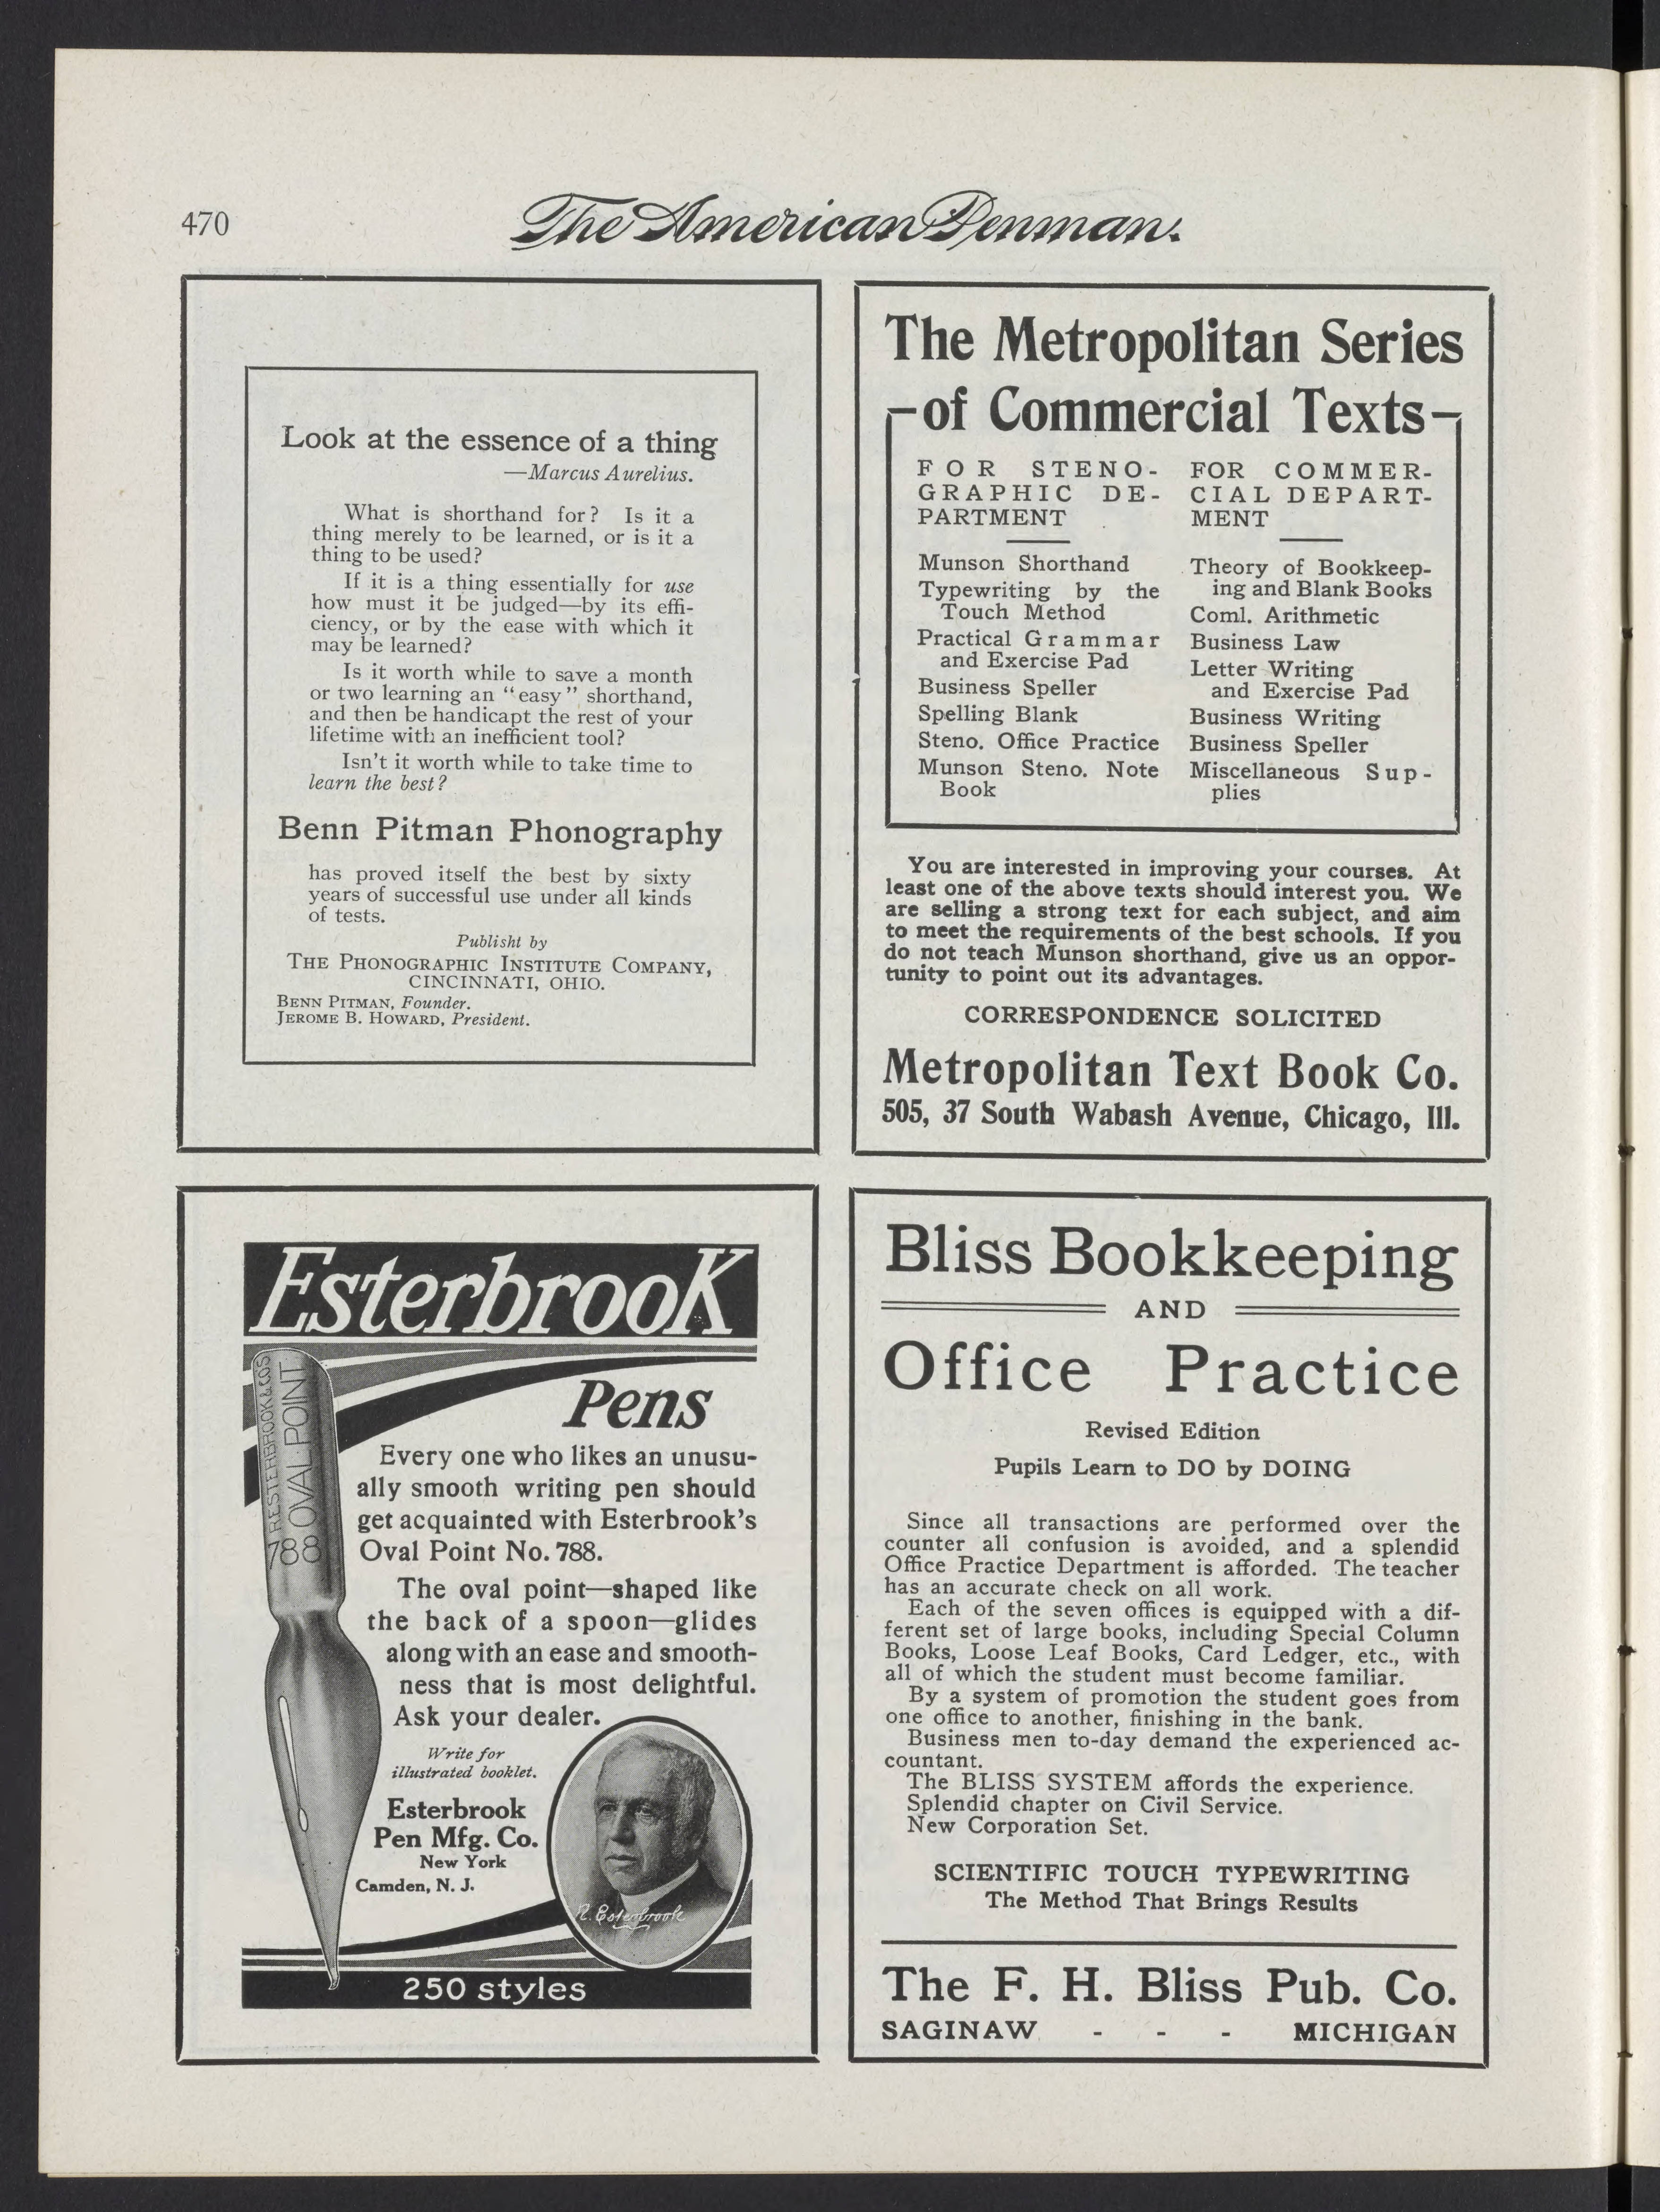 470
The American Penman.
Look at the essence of a thing
—Marcus Aurelius.
What is shorthand for? Is it a
thing merely to be learned, or is it a
thing to be used?
If it is a thing essentially for use
how must it be judged—by its effi-
ciency, or by the ease with which it
may be learned?
Is it worth while to save a month
or two learning an "easy" shorthand,
and then be handicapt the rest of your
lifetime with an inefficient tool?
Isn't it worth while to take time to
learn the best?
Benn Pitman Phonography
has proved itself the best by sixty
years of successful use under all kinds
of tests.
Publisht by
THE PHONOGRAPHIC INSTITUTE COMPANY,
CINCINNATI, OHIO.
BENN PITMAN, Founder.
JEROME B. HOWARD, President.
The Metropolitan Series
of Commercial Texts
FOR STENO-
GRAPHIC DE-
PARTMENT
Munson Shorthand
Typewriting by the
Touch Method
Practical Grammar
and Exercise Pad
Business Speller
Spelling Blank
Steno. Office Practice
Munson Steno. Note
Book
FOR COMMER-
CIAL DEPART-
MENT
Theory of Bookkeep-
ing and Blank Books
Coml. Arithmetic
Business Law
Letter Writing
and Exercise Pad
Business Writing
Business Speller
Miscellaneous Sup-
plies
You are interested in improving your courses. At
least one of the above texts should interest you. We
are selling a strong text for each subject, and aim
to meet the requirements of the best schools. If you
do not teach Munson shorthand, give us an oppor-
tunity to point out its advantages.
CORRESPONDENCE SOLICITED
Metropolitan Text Book Co.
505, 37 South Wabash Avenue, Chicago, Ill.
Esterbrook
Pens
R. ESTERBROOK & CO'S
788 OVAL POINT
Every one who likes an unusu-
ally smooth writing pen should
get acquainted with Esterbrook's
Oval Point No. 788.
The oval point—shaped like
the back of a spoon—glides
along with an ease and smooth-
ness that is most delightful.
Ask your dealer.
Write for
illustrated booklet.
Esterbrook
Pen Mfg. Co.
New York
Camden, N. J.
R. Esterbrook
250 styles
Bliss Bookkeeping
AND
Office Practice
Revised Edition
Pupils Learn to DO by DOING
Since all transactions are performed over the
counter all confusion is avoided, and a splendid
Office Practice Department is afforded. The teacher
has an accurate check on all work.
Each of the seven offices is equipped with a dif-
ferent set of large books, including Special Column
Books, Loose Leaf Books, Card Ledger, etc., with
all of which the student must become familiar.
By a system of promotion the student goes from
one office to another, finishing in the bank.
Business men to-day demand the experienced ac-
countant.
The BLISS SYSTEM affords the experience.
Splendid chapter on Civil Service.
New Corporation Set.
SCIENTIFIC TOUCH TYPEWRITING
The Method That Brings Results
The F. H. Bliss Pub. Co.
SAGINAW - - - MICHIGAN